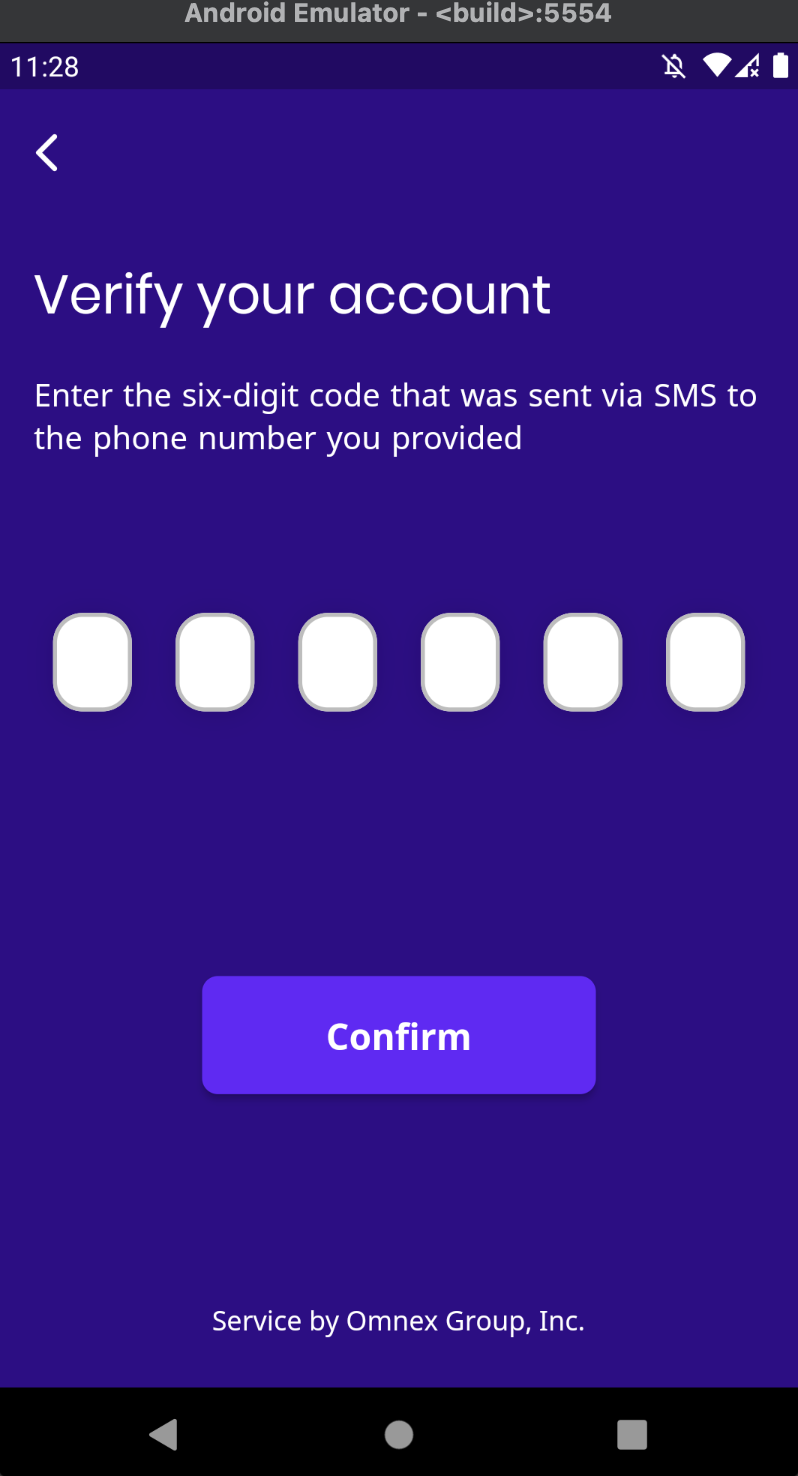 Android Emulator - <build>:5554
11:28
Verify your account
Enter the six-digit code that was sent via SMS to
the phone number you provided
Confirm
Service by Omnex Group, Inc.